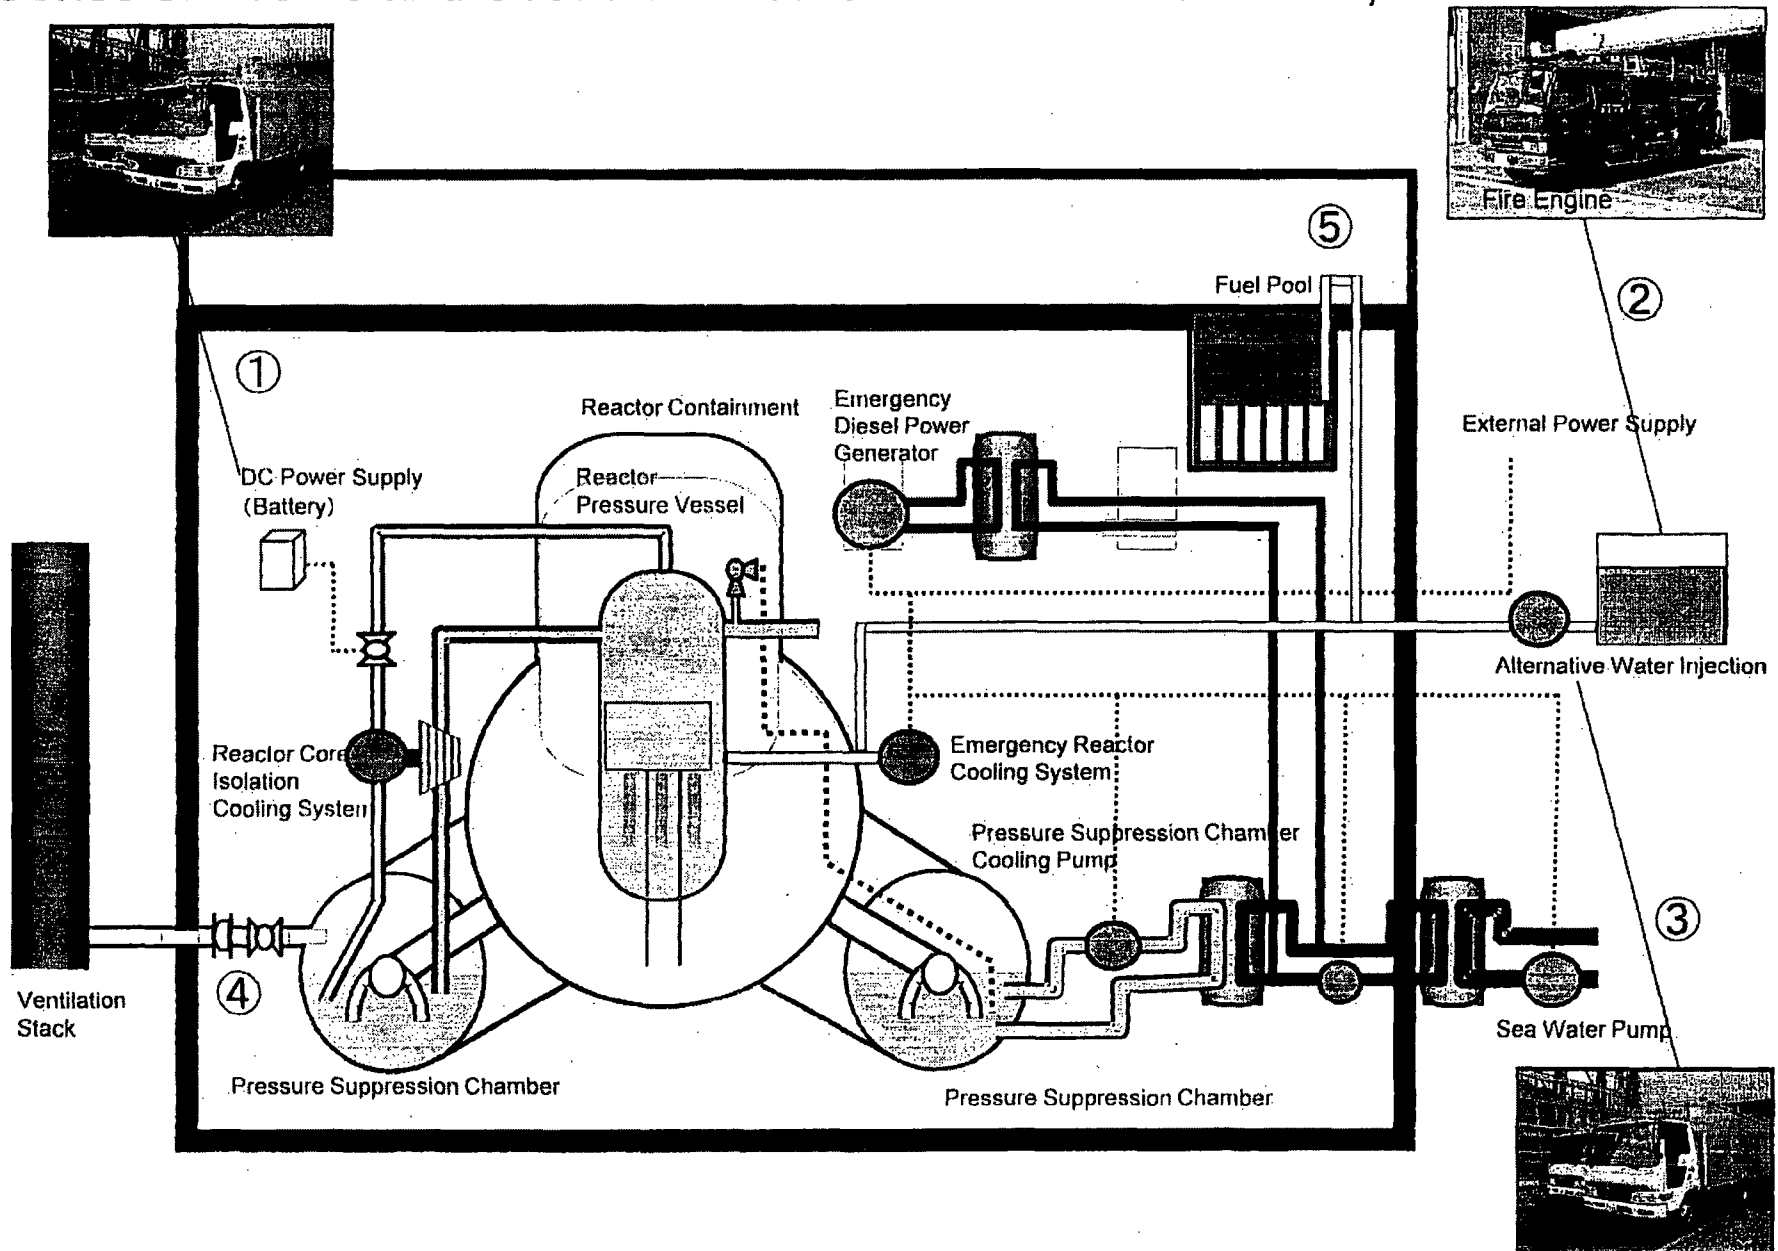 Fire Engine
⑤
Fuel Pool
②
①
Reactor Containment
Emergency
Diesel Power
Generator
External Power Supply
DC Power Supply
(Battery)
Reactor
Pressure Vessel
Alternative Water Injection
Reactor Core
Isolation
Cooling System
Emergency Reactor
Cooling System
Pressure Suppression Chamber
Cooling Pump
③
④
Ventilation
Stack
Sea Water Pump
Pressure Suppression Chamber
Pressure Suppression Chamber